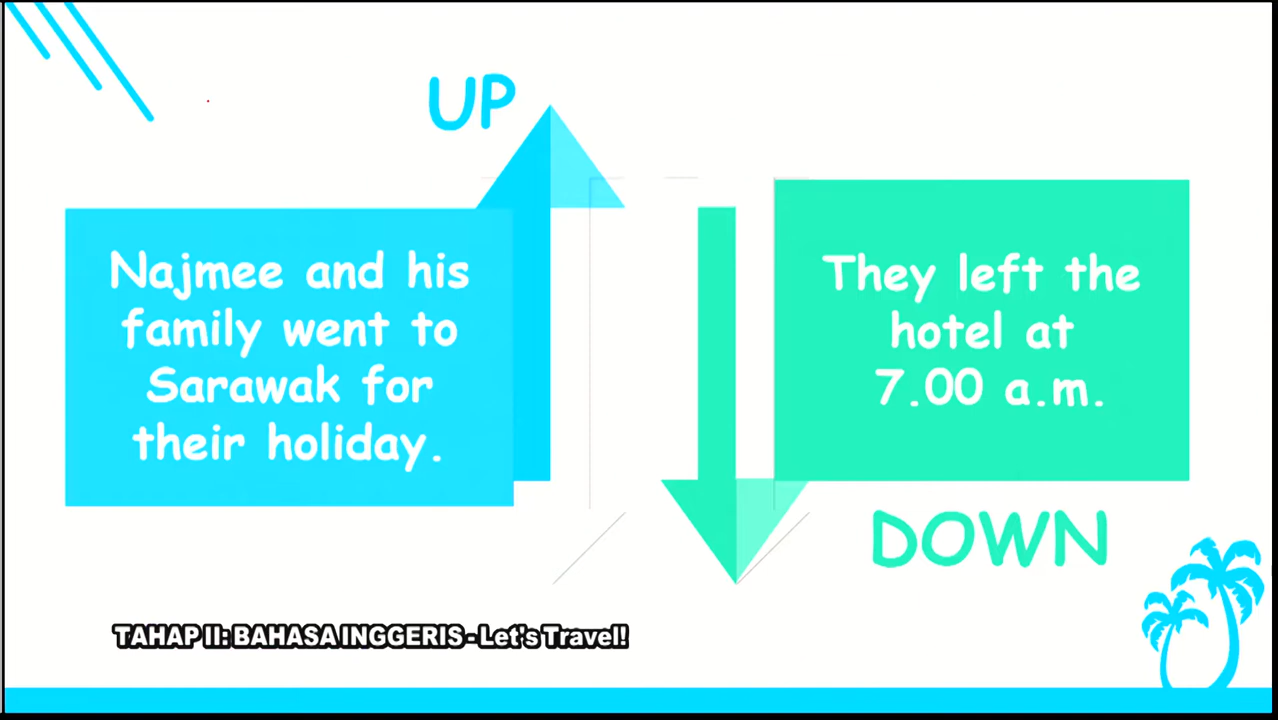 UP
Najmee and his
family went to
Sarawak for
their holiday.
They left the
hotel at
7.00 a.m.
DOWN
TAHAP II: BAHASA INGGERIS - Let's Travel!